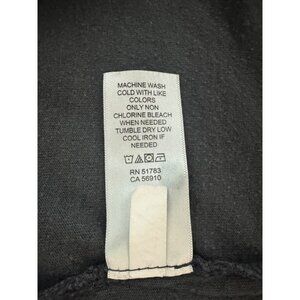 MACHINE WASH
COLD WITH LIKE
COLORS
ONLY NON
CHLORINE BLEACH
WHEN NEEDED
TUMBLE DRY LOW
COOL IRON IF
NEEDED
RN 51783
CA 56910